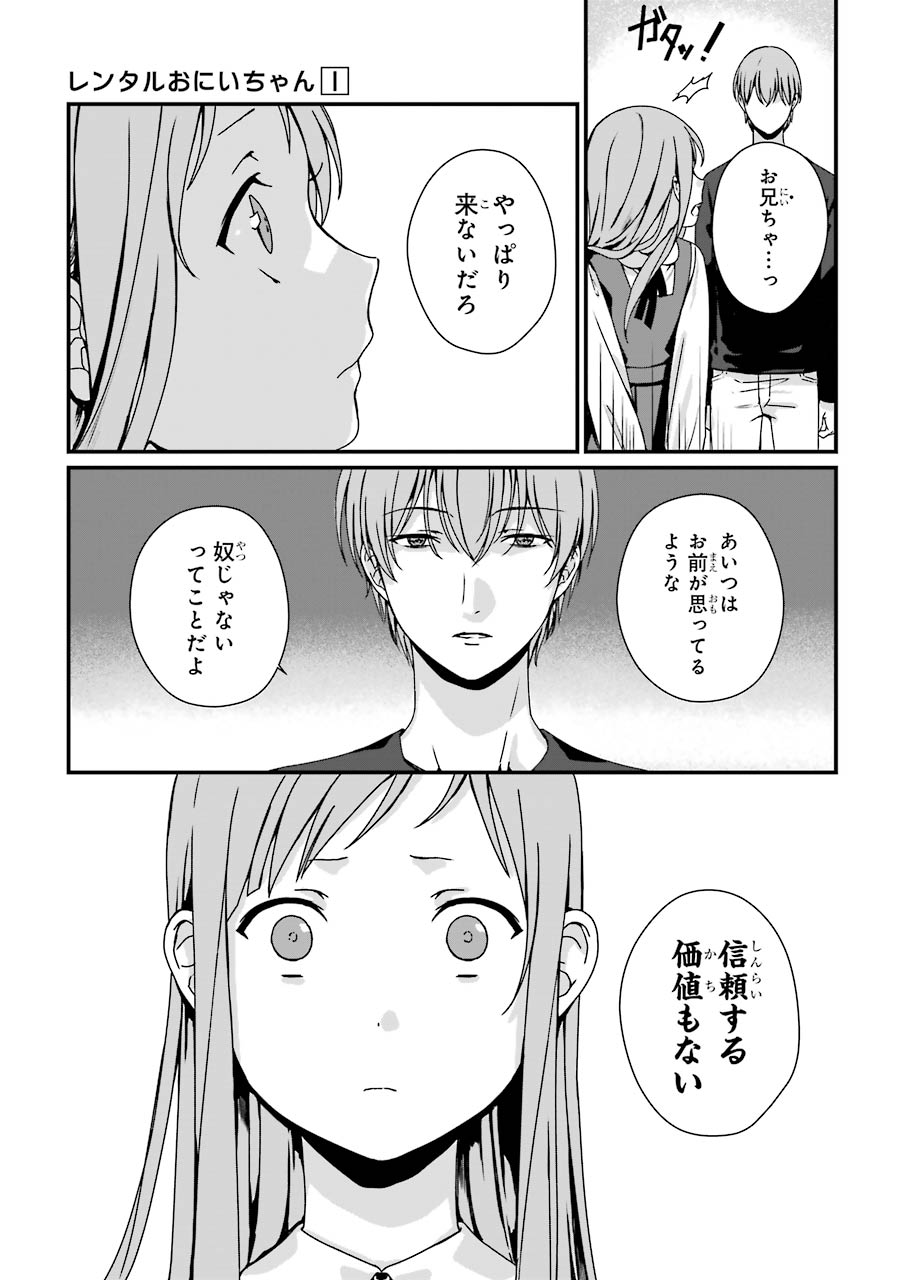 レンタルおにいちゃん 1
ガタッ!
お兄ちゃ…っ
やっぱり
来ないだろ
あいつは
お前が思ってる
ような
奴じゃない
ってことだよ
信頼する
価値もない